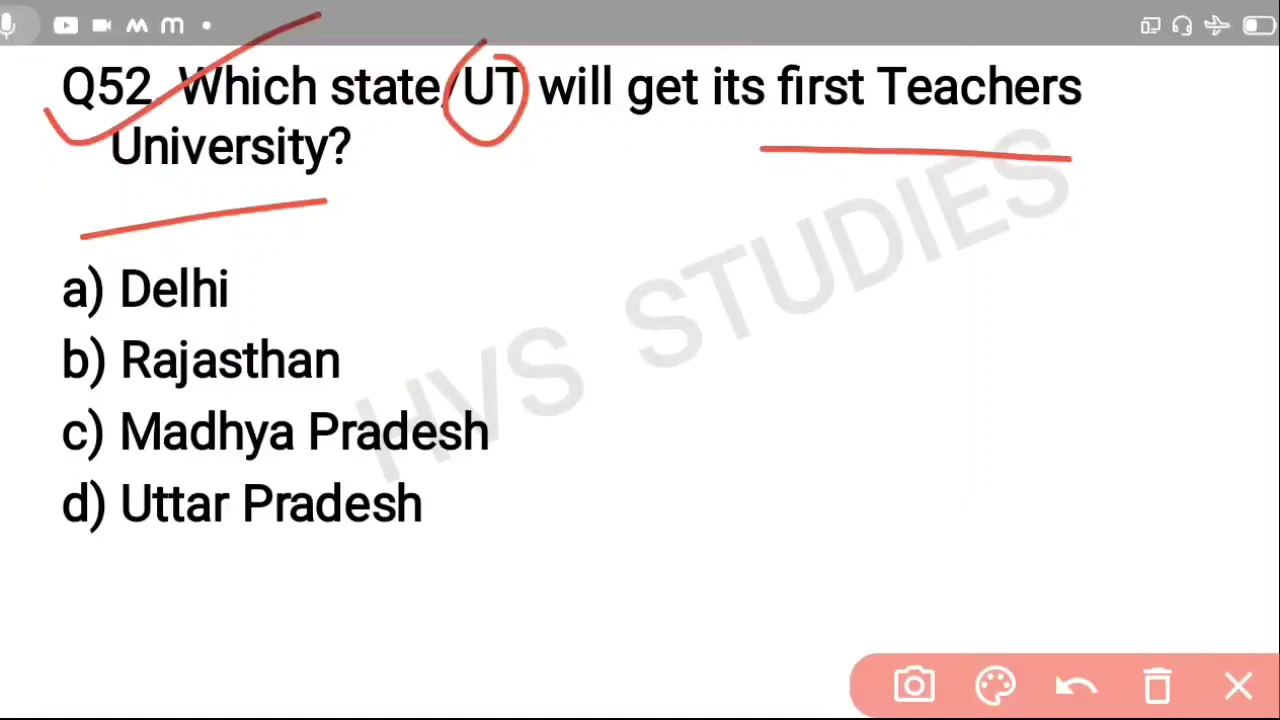 Q52. Which state/UT will get its first Teachers
University?
HVS STUDIES
a) Delhi
b) Rajasthan
c) Madhya Pradesh
d) Uttar Pradesh